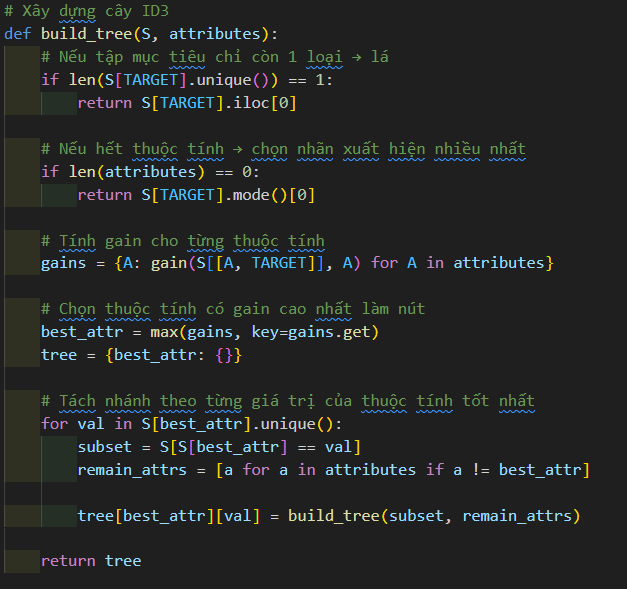 # Xây dựng cây ID3
def build_tree(S, attributes):
    # Nếu tập mục tiêu chỉ còn 1 loại → lá
    if len(S[TARGET].unique()) == 1:
        return S[TARGET].iloc[0]

    # Nếu hết thuộc tính → chọn nhãn xuất hiện nhiều nhất
    if len(attributes) == 0:
        return S[TARGET].mode()[0]

    # Tính gain cho từng thuộc tính
    gains = {A: gain(S[[A, TARGET]], A) for A in attributes}

    # Chọn thuộc tính có gain cao nhất làm nút
    best_attr = max(gains, key=gains.get)
    tree = {best_attr: {}}

    # Tách nhánh theo từng giá trị của thuộc tính tốt nhất
    for val in S[best_attr].unique():
        subset = S[S[best_attr] == val]
        remain_attrs = [a for a in attributes if a != best_attr]

        tree[best_attr][val] = build_tree(subset, remain_attrs)

    return tree